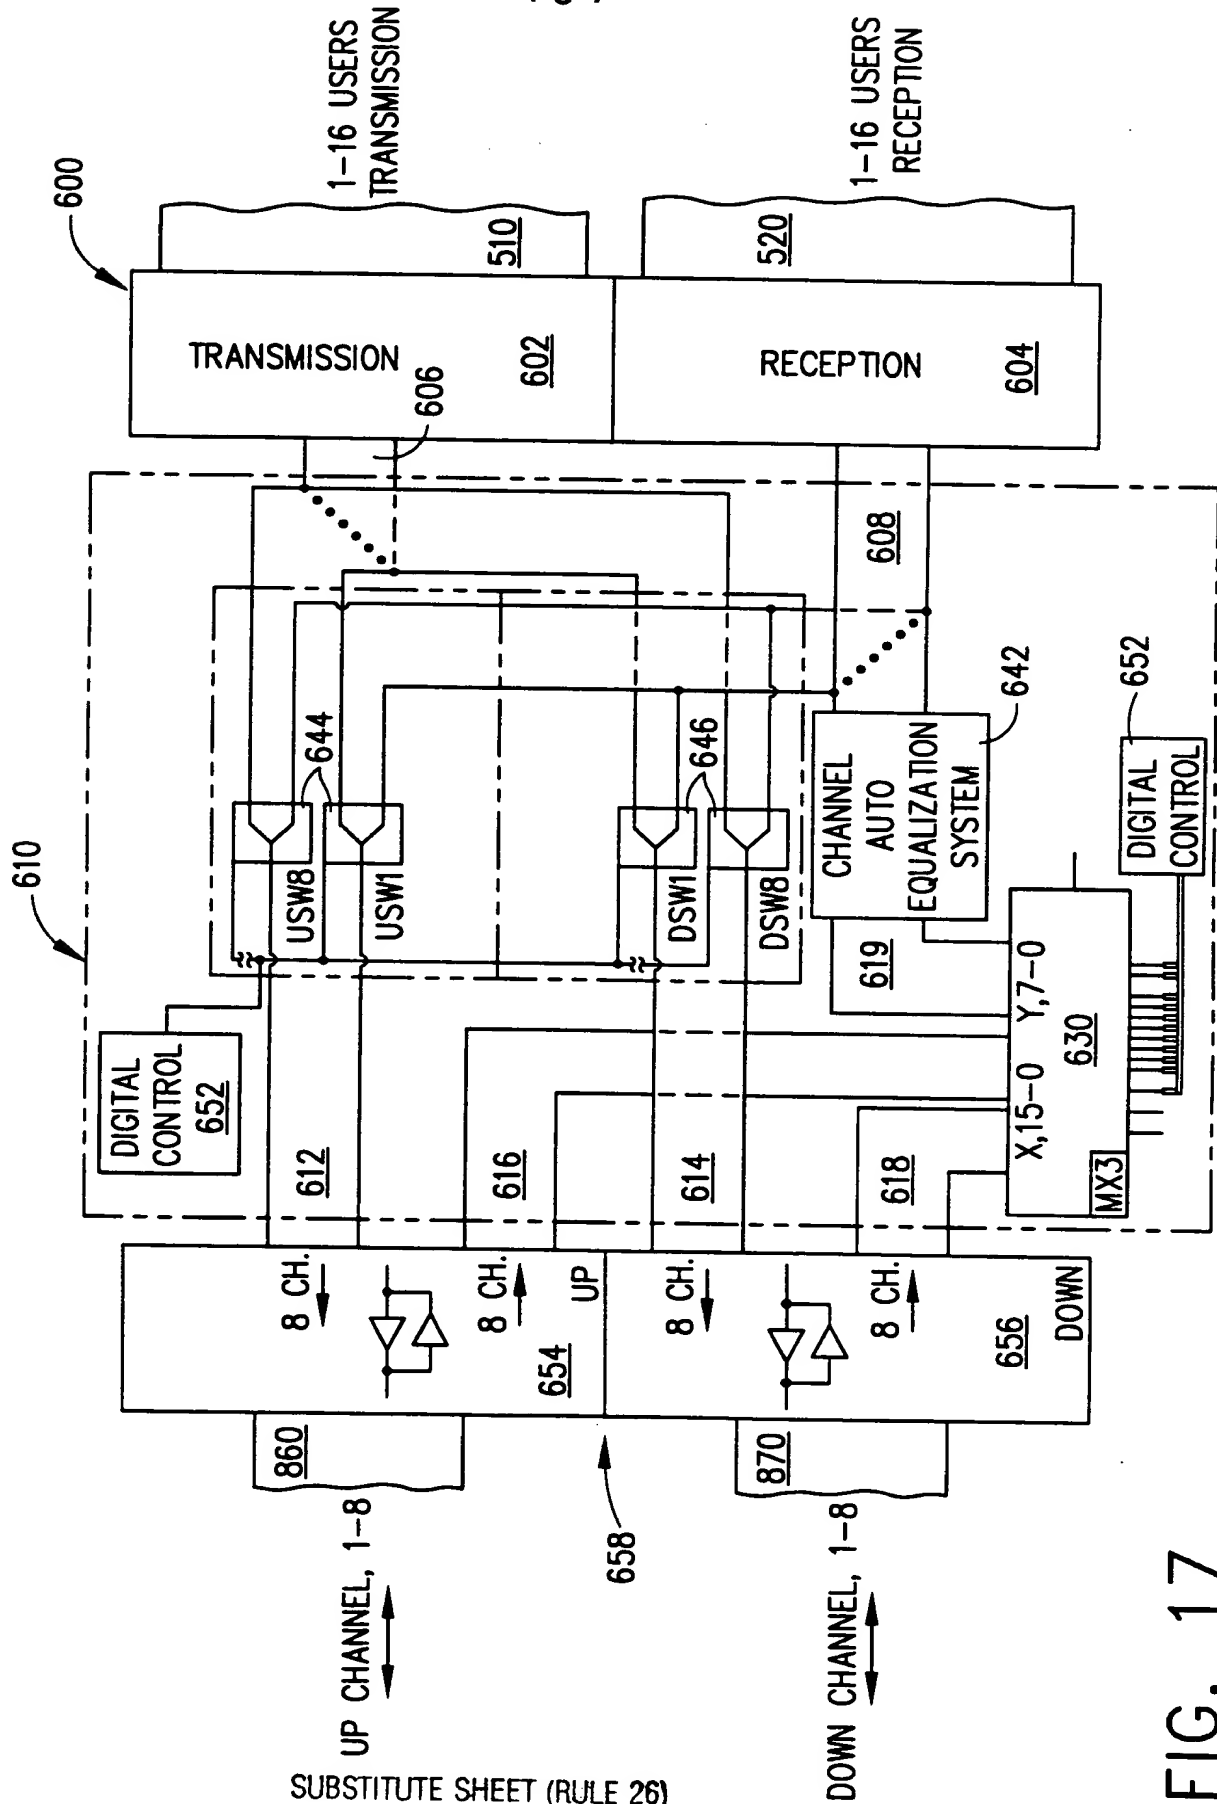 1-16 USERS
TRANSMISSION
1-16 USERS
RECEPTION
600
510
520
TRANSMISSION
602
RECEPTION
604
606
608
610
644
USW8
USW1
646
DSW1
DSW8
CHANNEL
AUTO
EQUALIZATION
SYSTEM
642
652
DIGITAL
CONTROL
DIGITAL
CONTROL
652
619
X,15-0
Y,7-0
630
MX3
612
616
614
618
8 CH.
8 CH.
UP
654
8 CH.
8 CH.
656
DOWN
860
870
658
UP CHANNEL, 1-8
DOWN CHANNEL, 1-8
SUBSTITUTE SHEET (RULE 26)
FIG. 17